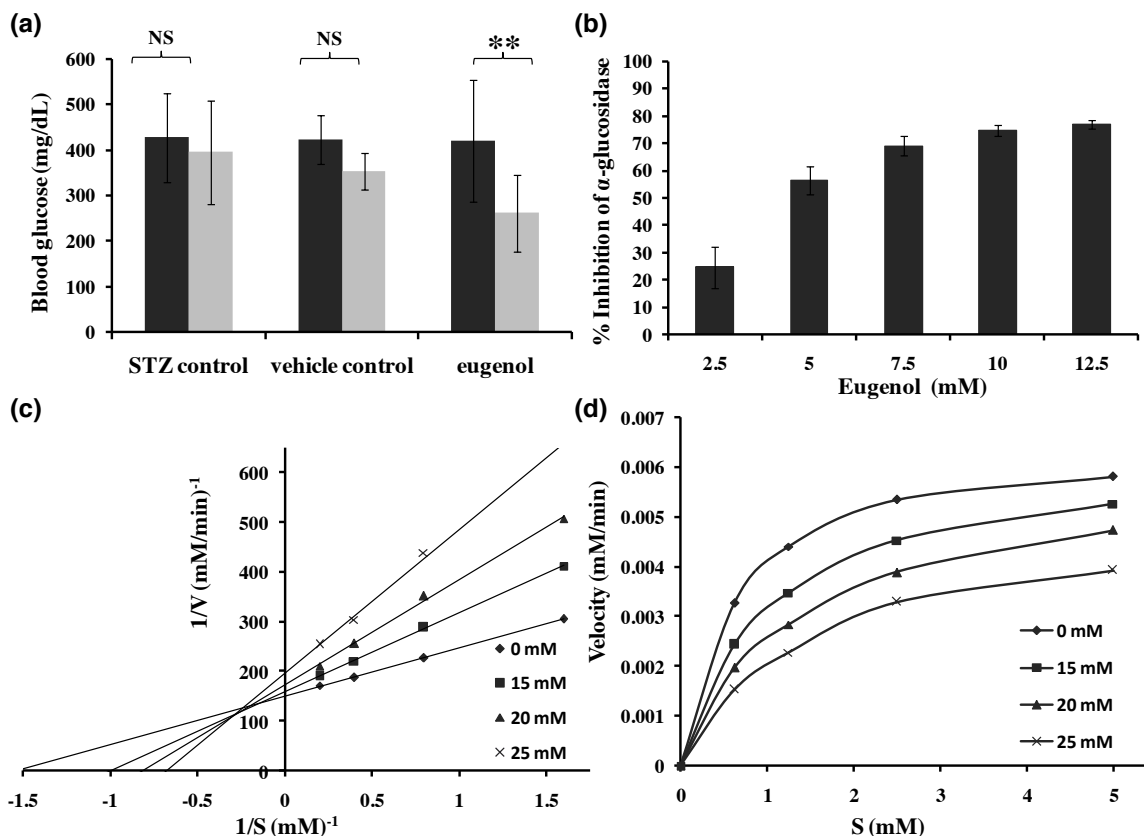 (a)
NS
NS
**
Blood glucose (mg/dL)
600
500
400
300
200
100
0
STZ control
vehicle control
eugenol
(b)
% Inhibition of α-glucosidase
100
90
80
70
60
50
40
30
20
10
0
2.5
5
7.5
10
12.5
Eugenol (mM)
(c)
1/V (mM/min)⁻¹
600
500
400
300
200
100
0
-1.5
-1
-0.5
0
0.5
1
1.5
1/S (mM)⁻¹
0 mM
15 mM
20 mM
25 mM
(d)
Velocity (mM/min)
0.007
0.006
0.005
0.004
0.003
0.002
0.001
0
0
1
2
3
4
5
S (mM)
0 mM
15 mM
20 mM
25 mM